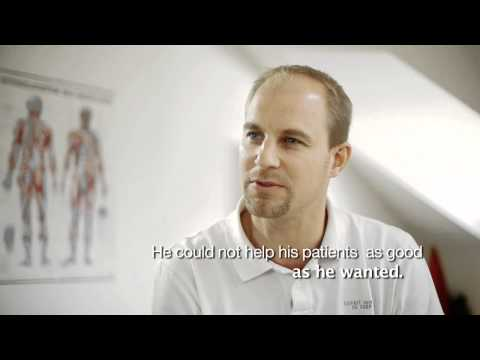 He could not help his patients as good
as he wanted.